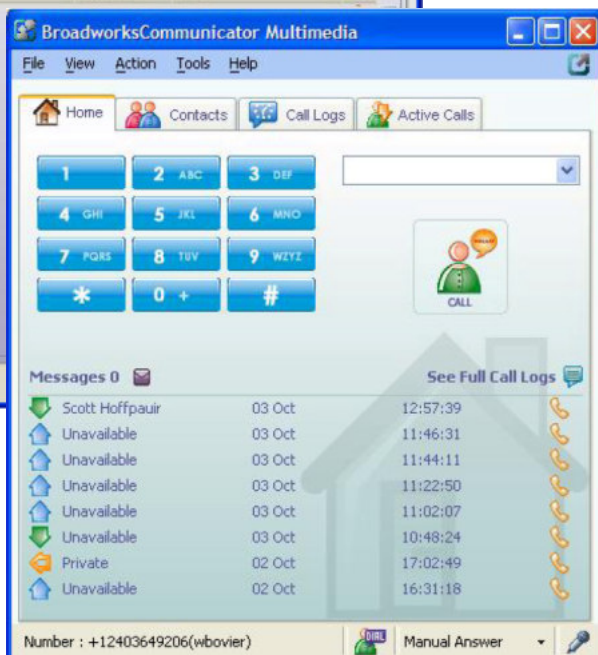 BroadworksCommunicator Multimedia
File View Action Tools Help
Home Contacts Call Logs Active Calls
1 2 ABC 3 DEF
4 GHI 5 JKL 6 MNO
7 PQRS 8 TUV 9 WZYZ
* 0 + #
CALL
Messages 0 See Full Call Logs
Scott Hoffpauir 03 Oct 12:57:39
Unavailable 03 Oct 11:46:31
Unavailable 03 Oct 11:44:11
Unavailable 03 Oct 11:22:50
Unavailable 03 Oct 11:02:07
Unavailable 03 Oct 10:48:24
Private 02 Oct 17:02:49
Unavailable 02 Oct 16:31:18
Number : +12403649206(wbovier) DIAL Manual Answer